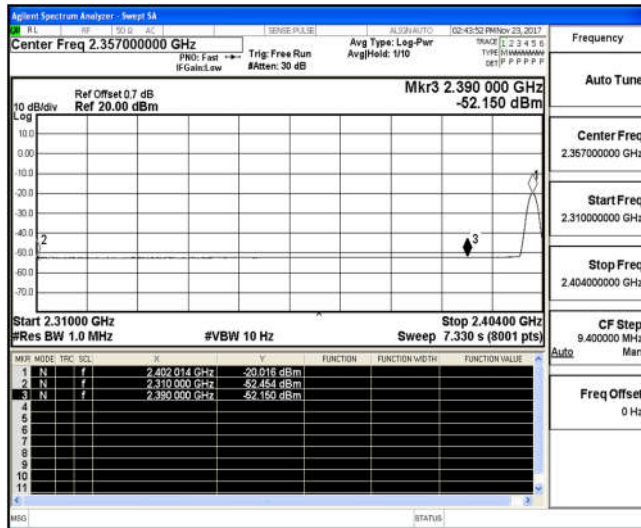 Agilent Spectrum Analyzer - Swept SA
RL RF 50 Ω AC SENSE:PULSE ALIGN AUTO 02:43:52 PM Nov 23, 2017
Center Freq 2.357000000 GHz
PNO: Fast
IFGain:Low
Trig: Free Run
#Atten: 30 dB
Avg Type: Log-Pwr
Avg|Hold: 1/10
TRACE 1 2 3 4 5 6
TYPE
DET P P P P P P
Ref Offset 0.7 dB
10 dB/div Ref 20.00 dBm
Log
Mkr3 2.390 000 GHz
-52.150 dBm
10.0
0.00
-10.0
-20.0
-30.0
-40.0
-50.0
-60.0
-70.0
1
2
3
Start 2.31000 GHz Stop 2.40400 GHz
#Res BW 1.0 MHz #VBW 10 Hz Sweep 7.330 s (8001 pts)
MKR MODE TRC SCL X Y FUNCTION FUNCTION WIDTH FUNCTION VALUE
1 N f 2.402 014 GHz -20.016 dBm
2 N f 2.310 000 GHz -52.454 dBm
3 N f 2.390 000 GHz -52.150 dBm
4
5
6
7
8
9
10
11
MSG STATUS
Frequency
Auto Tune
Center Freq
2.357000000 GHz
Start Freq
2.310000000 GHz
Stop Freq
2.404000000 GHz
CF Step
9.400000 MHz
Auto Man
Freq Offset
0 Hz